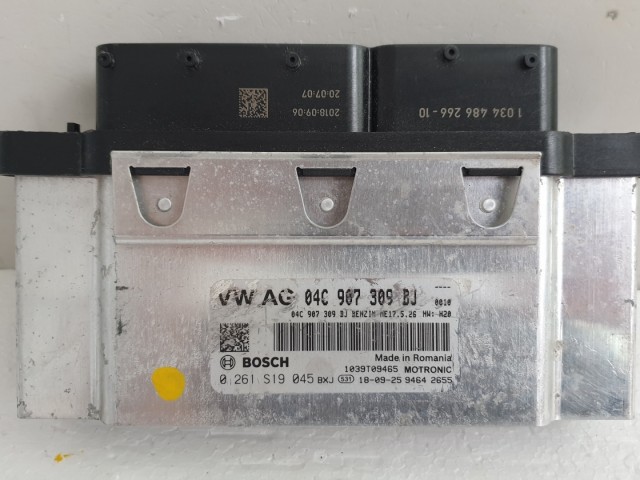 20:07:07
2018:09:06
1 034 486 266-10
VW AG 04C 907 309 BJ ----
0010
04C 907 309 BJ BENZIN ME17.5.26 HW:-H20
BOSCH Made in Romania
1039T09465 MOTRONIC
0.261.S19.045 BXJ 531 18-09-25 9464 2655